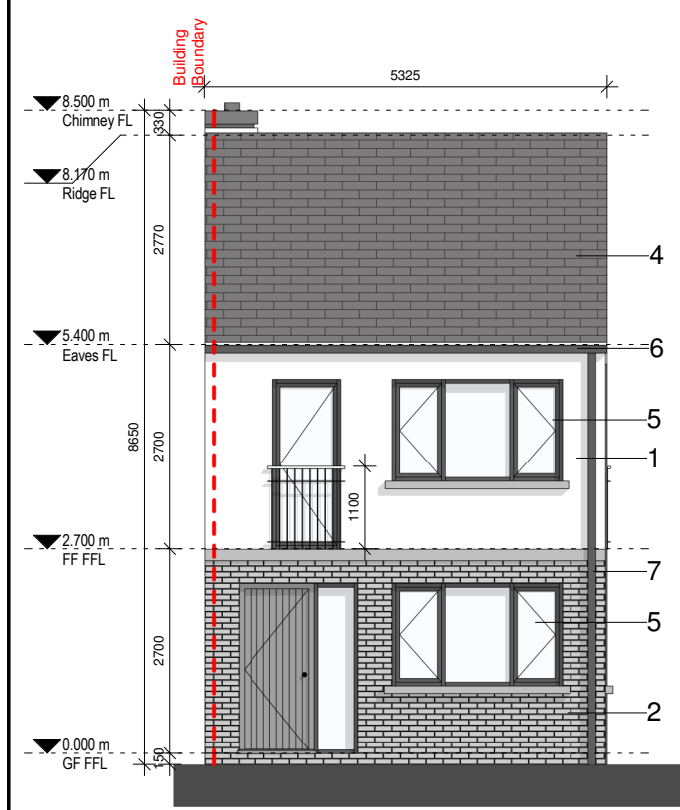 Building
Boundary
5325
8.500 m
Chimney FL
330
8.170 m
Ridge FL
2770
4
5.400 m
Eaves FL
6
5
8650
2700
1
1100
2.700 m
FF FFL
7
5
2700
2
0.000 m
GF FFL
150